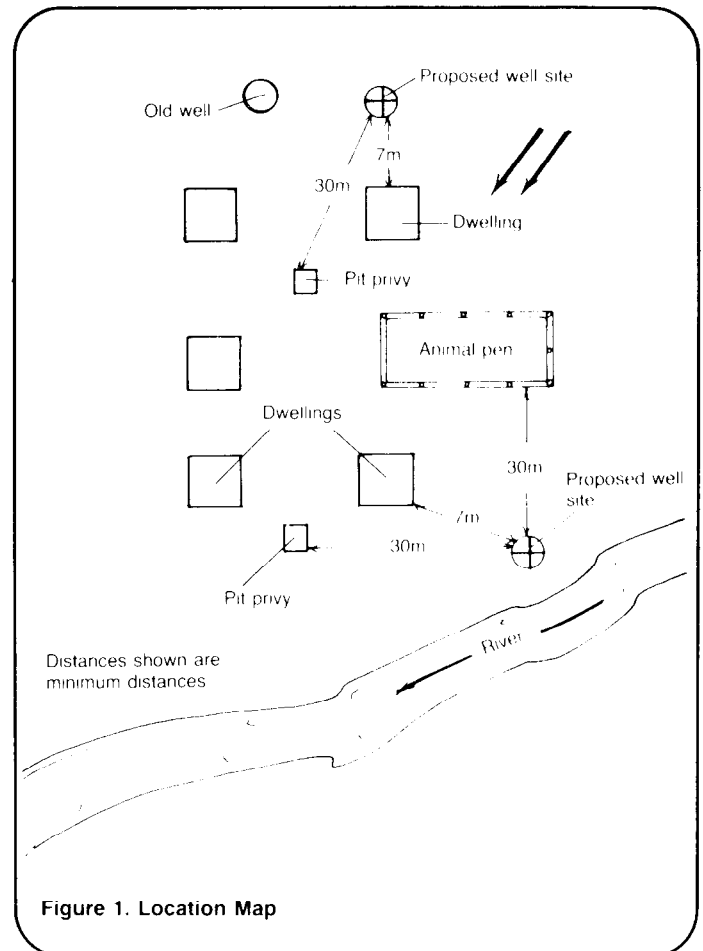 Proposed well site
Old well
7m
30m
Dwelling
Pit privy
Animal pen
Dwellings
30m
Proposed well
site
7m
30m
Pit privy
River
Distances shown are
minimum distances
Figure 1. Location Map